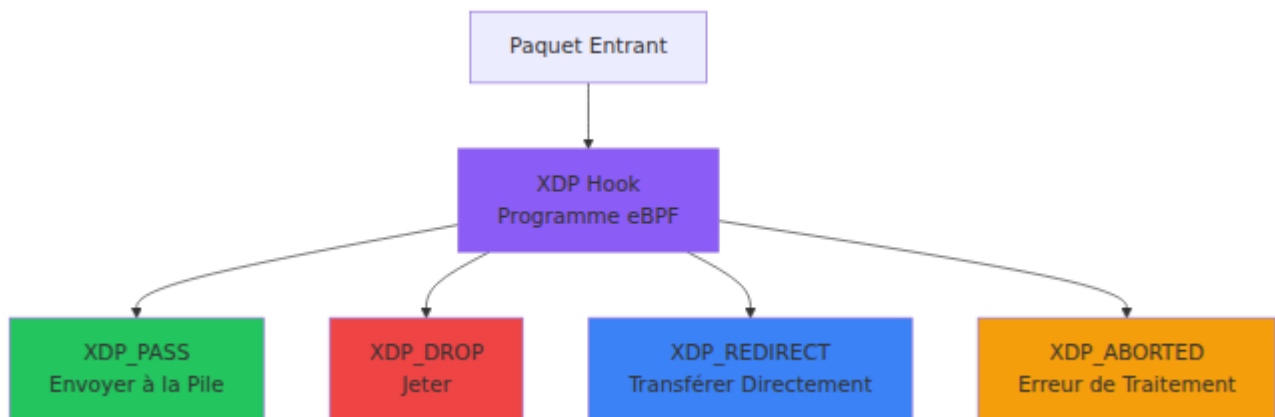 Paquet Entrant
XDP Hook
Programme eBPF
XDP_PASS
Envoyer à la Pile
XDP_DROP
Jeter
XDP_REDIRECT
Transférer Directement
XDP_ABORTED
Erreur de Traitement